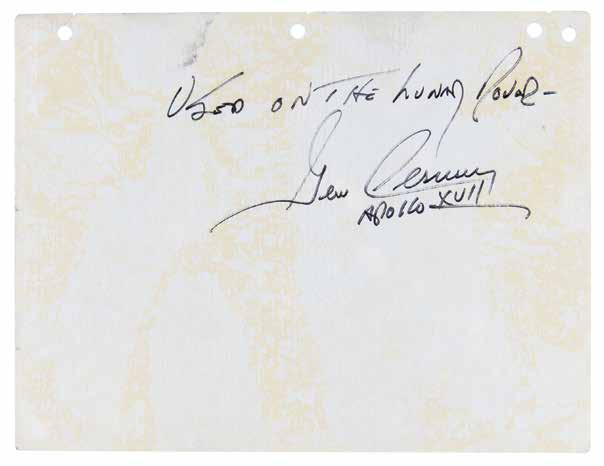 USED ON THE LUNAR ROVER –
Gene Cernan
APOLLO XVII